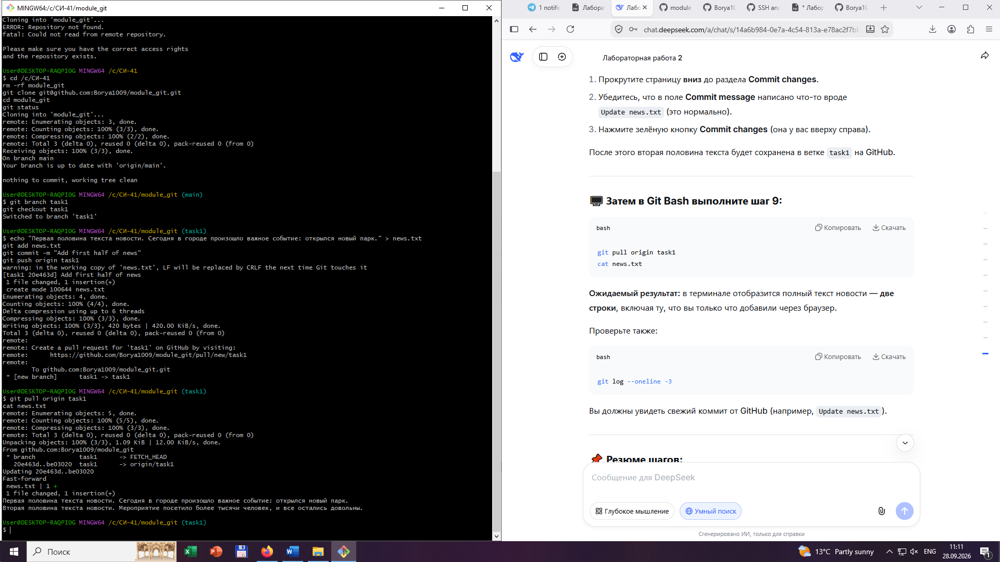 MINGW64:/c/СИ-41/module_git
Cloning into 'module_git'...
ERROR: Repository not found.
fatal: Could not read from remote repository.
Please make sure you have the correct access rights
and the repository exists.
User@DESKTOP-RAQPIOG MINGW64 /c/СИ-41
$ cd /c/СИ-41
rm -rf module_git
git clone git@github.com:Borya1009/module_git.git
cd module_git
git status
Cloning into 'module_git'...
remote: Enumerating objects: 3, done.
remote: Counting objects: 100% (3/3), done.
remote: Compressing objects: 100% (2/2), done.
remote: Total 3 (delta 0), reused 0 (delta 0), pack-reused 0 (from 0)
Receiving objects: 100% (3/3), done.
On branch main
Your branch is up to date with 'origin/main'.
nothing to commit, working tree clean
User@DESKTOP-RAQPIOG MINGW64 /c/СИ-41/module_git (main)
$ git branch task1
git checkout task1
Switched to branch 'task1'
User@DESKTOP-RAQPIOG MINGW64 /c/СИ-41/module_git (task1)
$ echo "Первая половина текста новости. Сегодня в городе произошло важное событие: открылся новый парк." > news.txt
git add news.txt
git commit -m "Add first half of news"
git push origin task1
warning: in the working copy of 'news.txt', LF will be replaced by CRLF the next time Git touches it
[task1 20e463d] Add first half of news
1 file changed, 1 insertion(+)
create mode 100644 news.txt
Enumerating objects: 4, done.
Counting objects: 100% (4/4), done.
Delta compression using up to 6 threads
Compressing objects: 100% (3/3), done.
Writing objects: 100% (3/3), 420 bytes | 420.00 KiB/s, done.
Total 3 (delta 0), reused 0 (delta 0), pack-reused 0 (from 0)
remote:
remote: Create a pull request for 'task1' on GitHub by visiting:
remote: https://github.com/Borya1009/module_git/pull/new/task1
remote:
To github.com:Borya1009/module_git.git
* [new branch] task1 -> task1
User@DESKTOP-RAQPIOG MINGW64 /c/СИ-41/module_git (task1)
$ git pull origin task1
cat news.txt
remote: Enumerating objects: 5, done.
remote: Counting objects: 100% (5/5), done.
remote: Compressing objects: 100% (3/3), done.
remote: Total 3 (delta 0), reused 0 (delta 0), pack-reused 0 (from 0)
Unpacking objects: 100% (3/3), 1.09 KiB | 12.00 KiB/s, done.
From github.com:Borya1009/module_git
* branch task1 -> FETCH_HEAD
20e463d..be03020 task1 -> origin/task1
Updating 20e463d..be03020
Fast-forward
news.txt | 1 +
1 file changed, 1 insertion(+)
Первая половина текста новости. Сегодня в городе произошло важное событие: открылся новый парк.
Вторая половина текста новости. Мероприятие посетило более тысячи человек, и все остались довольны.
User@DESKTOP-RAQPIOG MINGW64 /c/СИ-41/module_git (task1)
$
1 notific Лабора Лабо module Borya10 SSH and * Лабор Borya10
chat.deepseek.com/a/chat/s/14a6b984-0e7a-4c54-813a-e78ac2f7b
Лабораторная работа 2
1. Прокрутите страницу вниз до раздела Commit changes.
2. Убедитесь, что в поле Commit message написано что-то вроде
Update news.txt (это нормально).
3. Нажмите зелёную кнопку Commit changes (она у вас вверху справа).
После этого вторая половина текста будет сохранена в ветке task1 на GitHub.
Затем в Git Bash выполните шаг 9:
bash Копировать Скачать
git pull origin task1
cat news.txt
Ожидаемый результат: в терминале отобразится полный текст новости — две
строки, включая ту, что вы только что добавили через браузер.
Проверьте также:
bash Копировать Скачать
git log --oneline -3
Вы должны увидеть свежий коммит от GitHub (например, Update news.txt ).
Резюме шагов:
Сообщение для DeepSeek
Глубокое мышление Умный поиск
Сгенерировано ИИ, только для справки
Поиск
13°C Partly sunny
ENG
11:11
28.09.2026
1